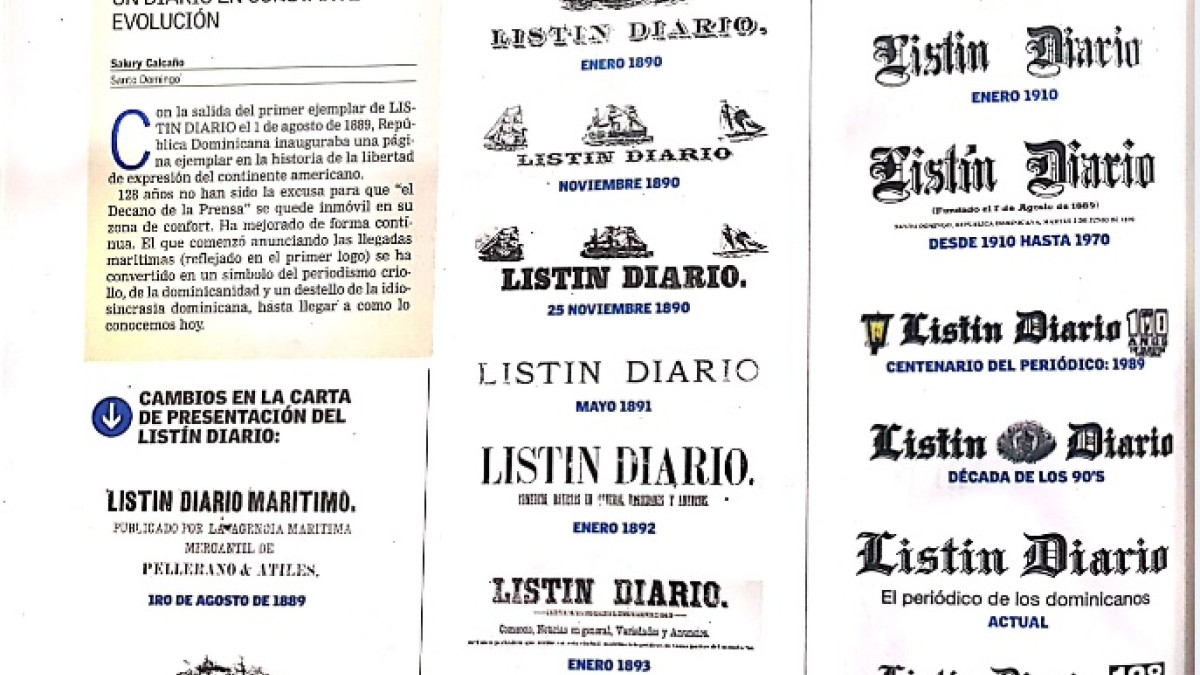 EVOLUCIÓN
Saiury Calcaño
Santo Domingo
Con la salida del primer ejemplar de LIS-
TIN DIARIO el 1 de agosto de 1889, Repú-
blica Dominicana inauguraba una pági-
na ejemplar en la historia de la libertad
de expresión del continente americano.
128 años no han sido la excusa para que “el
Decano de la Prensa” se quede inmóvil en su
zona de confort. Ha mejorado de forma conti-
nua. El que comenzó anunciando las llegadas
marítimas (reflejado en el primer logo) se ha
convertido en un símbolo del periodismo crio-
llo, de la dominicanidad y un destello de la idio-
sincrasia dominicana, hasta llegar a como lo
conocemos hoy.
CAMBIOS EN LA CARTA
DE PRESENTACIÓN DEL
LISTÍN DIARIO:
LISTIN DIARIO MARITIMO.
PUBLICADO POR LA AGENCIA MARITIMA
MERCANTIL DE
PELLERANO & ATILES.
1RO DE AGOSTO DE 1889
LISTIN DIARIO.
ENERO 1890
LISTIN DIARIO
NOVIEMBRE 1890
LISTIN DIARIO.
25 NOVIEMBRE 1890
LISTIN DIARIO
MAYO 1891
LISTIN DIARIO.
ENERO 1892
LISTIN DIARIO.
Comercio, Noticias en general, Variedades y Anuncios.
ENERO 1893
Listin Diario
ENERO 1910
Listín Diario
(Fundado el 1º de Agosto de 1889)
DESDE 1910 HASTA 1970
Listín Diario 100
AÑOS
CENTENARIO DEL PERIÓDICO: 1989
Listín Diario
DÉCADA DE LOS 90'S
Listín Diario
El periódico de los dominicanos
ACTUAL